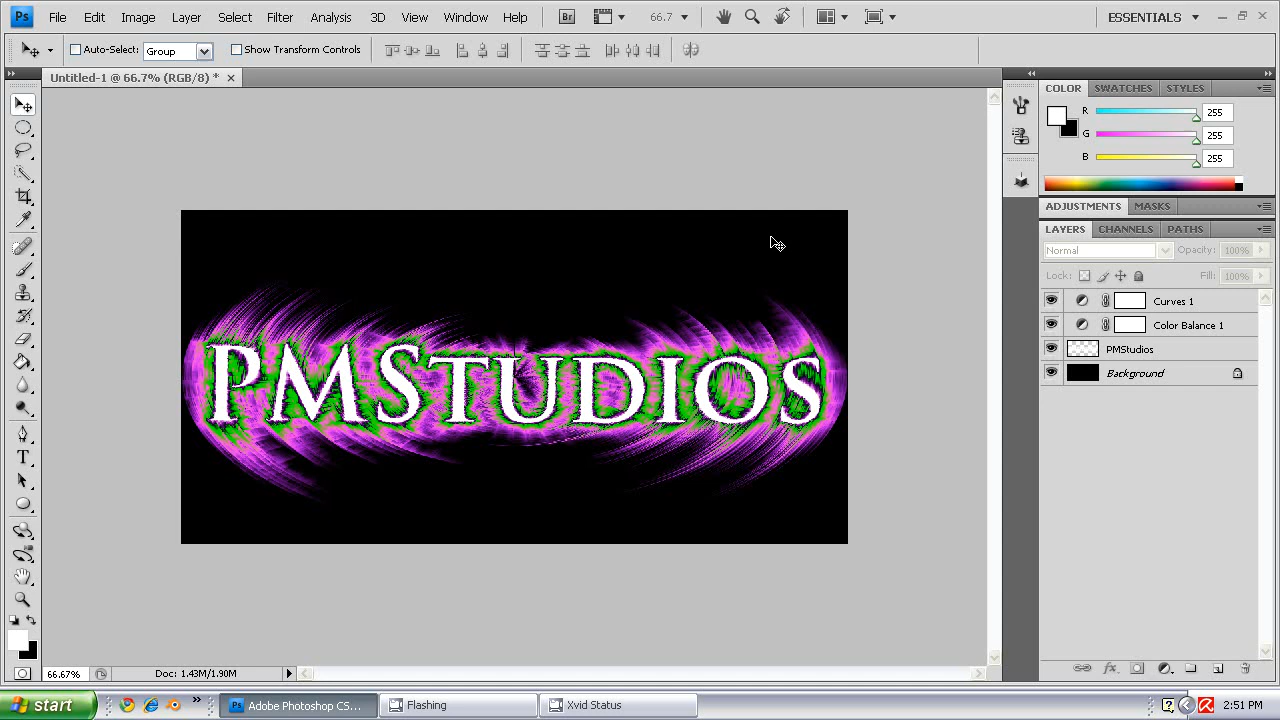 Ps File Edit Image Layer Select Filter Analysis 3D View Window Help Br 66.7 ESSENTIALS
Auto-Select: Group Show Transform Controls
Untitled-1 @ 66.7% (RGB/8) *
COLOR SWATCHES STYLES
R 255
G 255
B 255
ADJUSTMENTS MASKS
LAYERS CHANNELS PATHS
Normal Opacity: 100%
Lock: Fill: 100%
Curves 1
Color Balance 1
PMStudios
Background
PMSTUDIOS
T
fx
66.67% Doc: 1.43M/1.90M
start Ps Adobe Photoshop CS... Flashing Xvid Status 2:51 PM